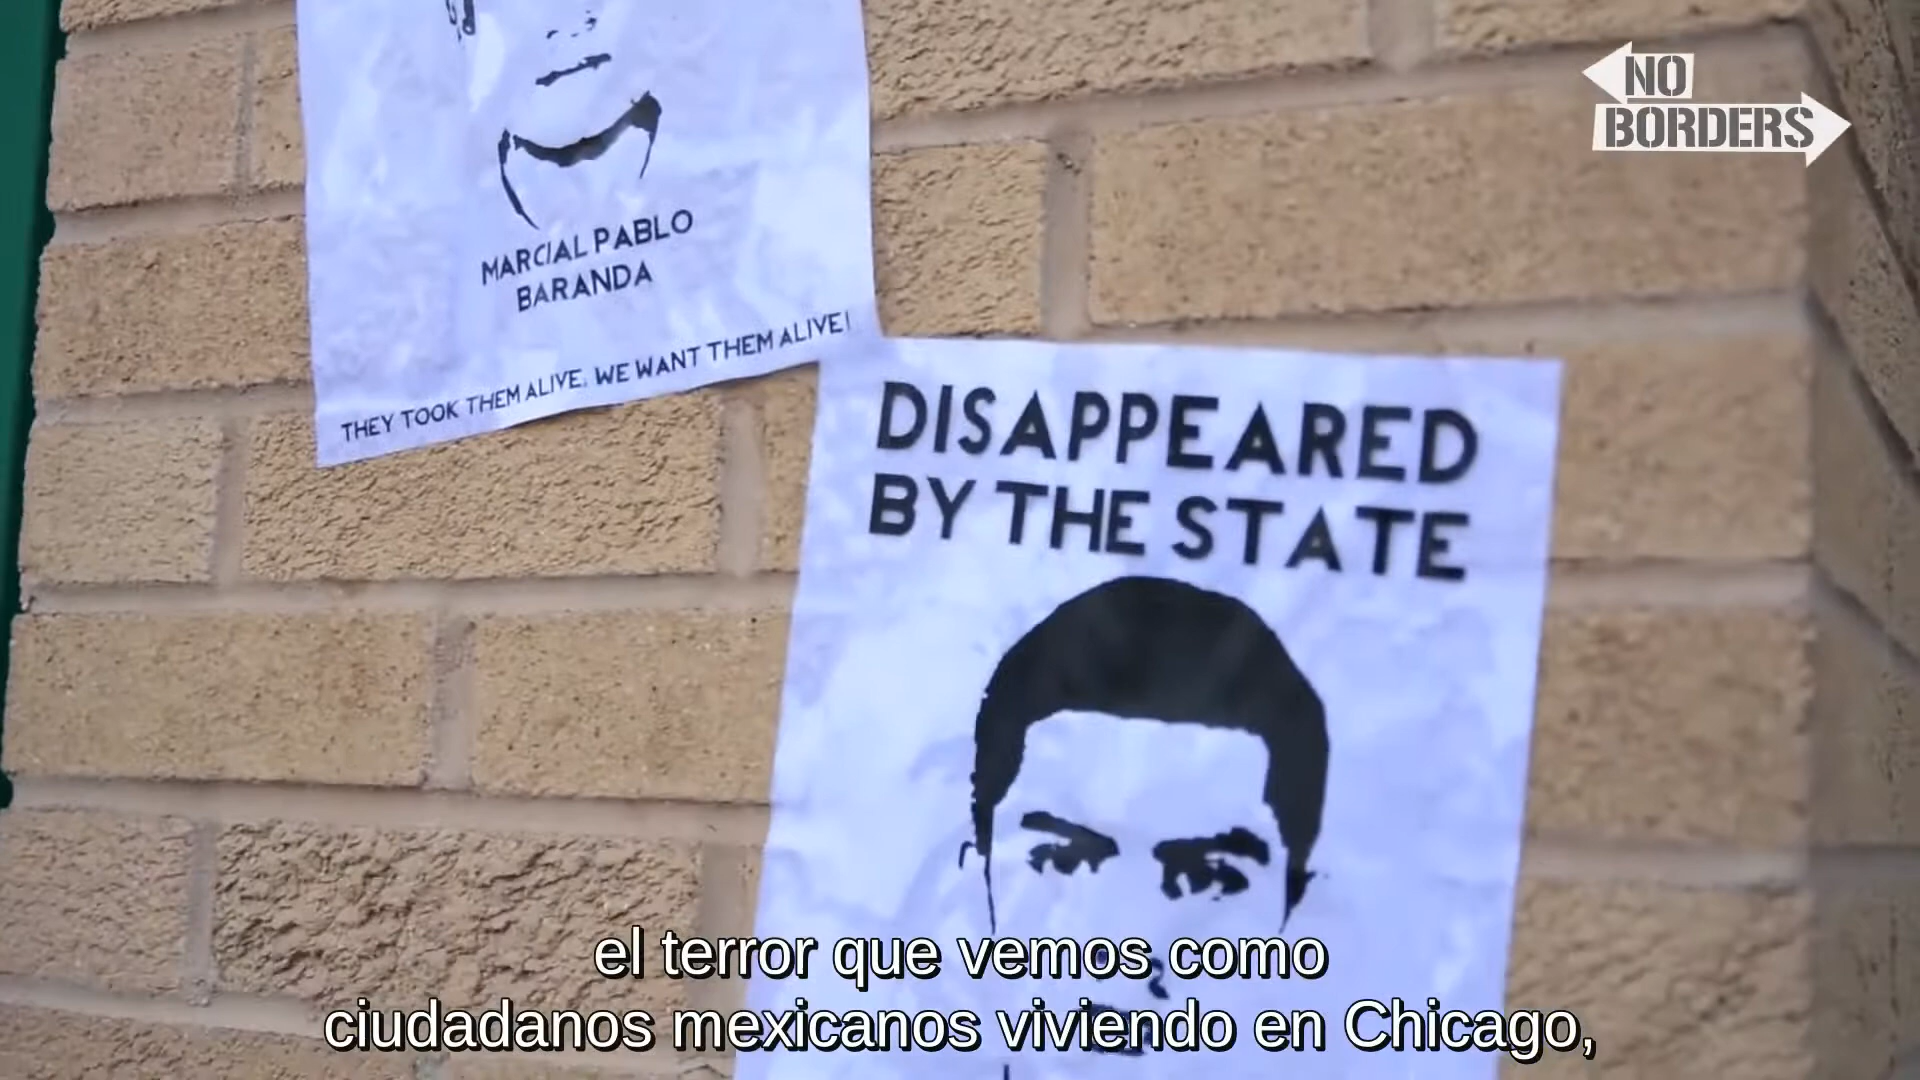 NO
BORDERS
MARCIAL PABLO
BARANDA
THEY TOOK THEM ALIVE, WE WANT THEM ALIVE!
DISAPPEARED
BY THE STATE
el terror que vemos como
ciudadanos mexicanos viviendo en Chicago,